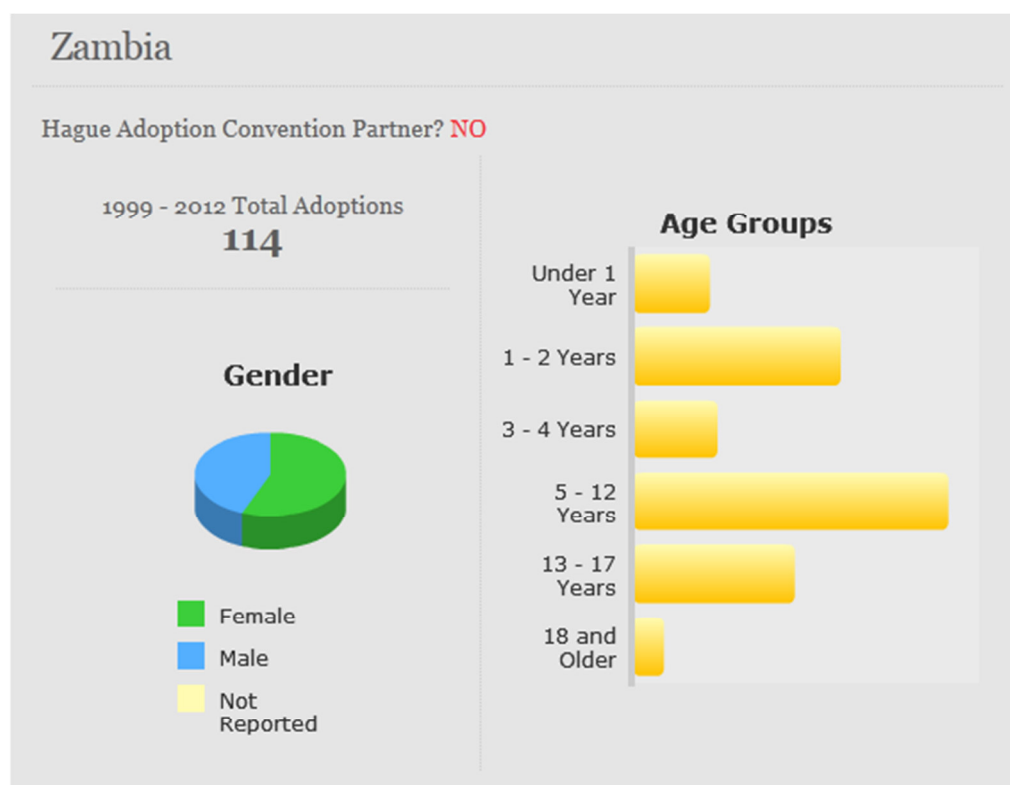 Zambia
Hague Adoption Convention Partner? NO
1999 - 2012 Total Adoptions
114
Gender
Female
Male
Not
Reported
Age Groups
Under 1
Year
1 - 2 Years
3 - 4 Years
5 - 12
Years
13 - 17
Years
18 and
Older